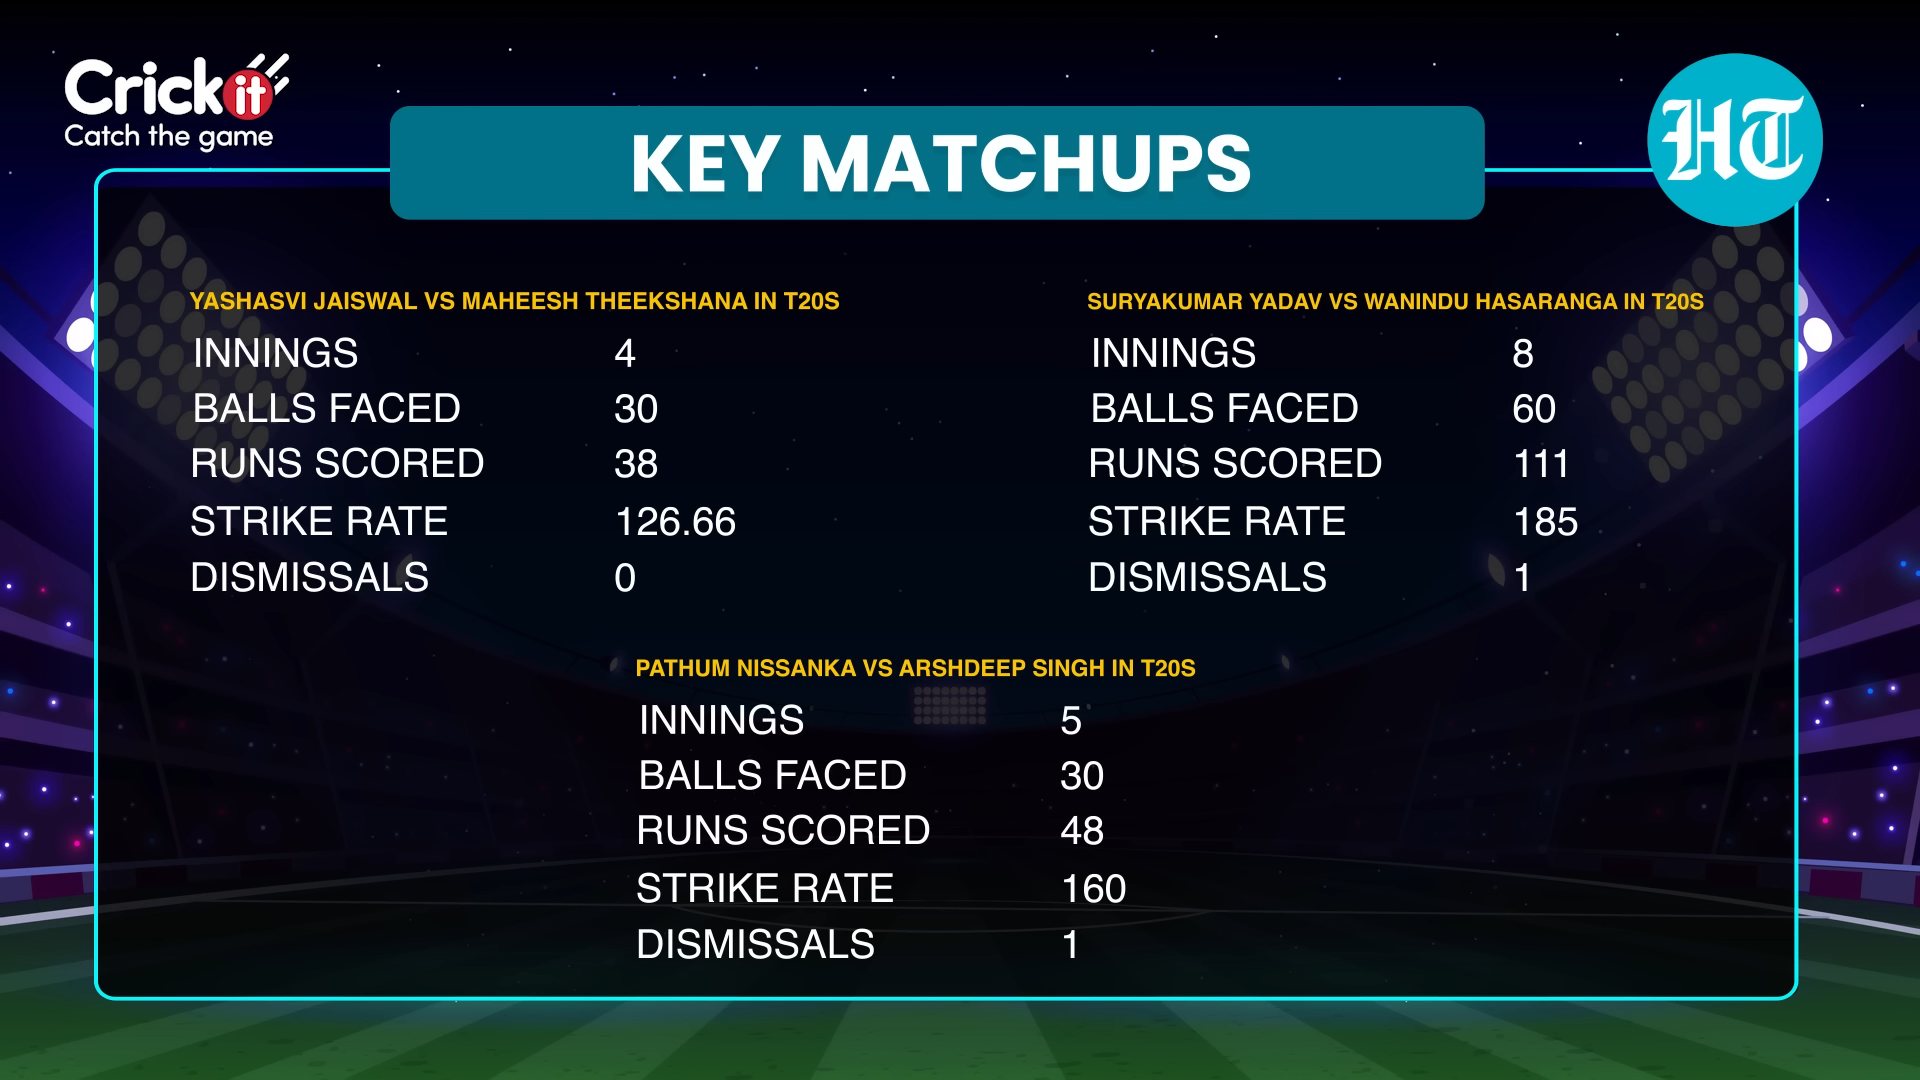 Crickit
Catch the game
HT
KEY MATCHUPS
YASHASVI JAISWAL VS MAHEESH THEEKSHANA IN T20S
INNINGS 4
BALLS FACED 30
RUNS SCORED 38
STRIKE RATE 126.66
DISMISSALS 0
SURYAKUMAR YADAV VS WANINDU HASARANGA IN T20S
INNINGS 8
BALLS FACED 60
RUNS SCORED 111
STRIKE RATE 185
DISMISSALS 1
PATHUM NISSANKA VS ARSHDEEP SINGH IN T20S
INNINGS 5
BALLS FACED 30
RUNS SCORED 48
STRIKE RATE 160
DISMISSALS 1